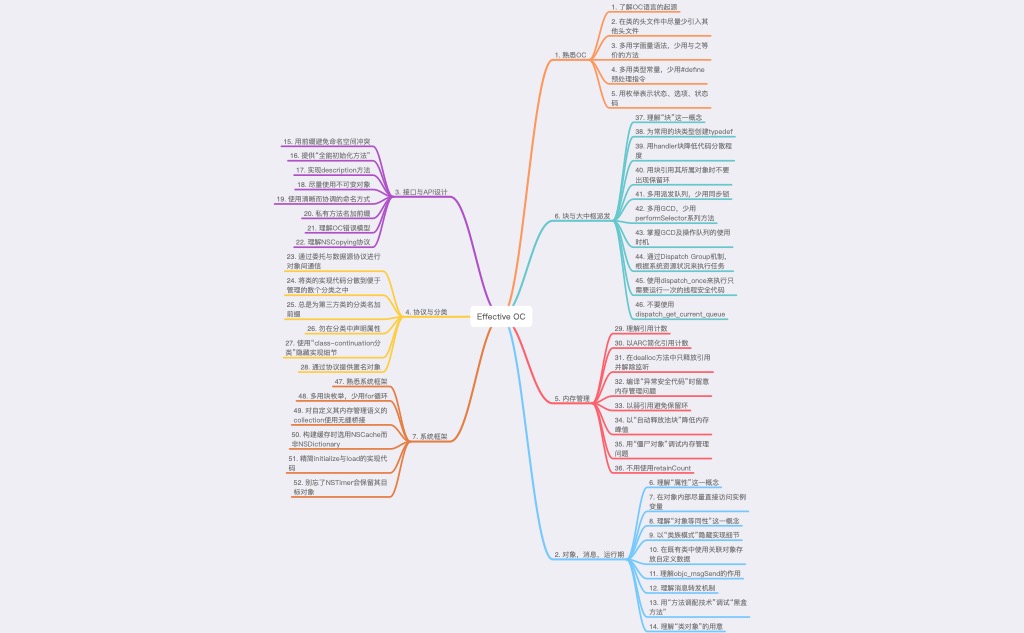 Effective OC
1. 熟悉OC
1. 了解OC语言的起源
2. 在类的头文件中尽量少引入其
他头文件
3. 多用字面量语法，少用与之等
价的方法
4. 多用类型常量，少用#define
预处理指令
5. 用枚举表示状态、选项、状态
码
6. 块与大中枢派发
37. 理解“块”这一概念
38. 为常用的块类型创建typedef
39. 用handler块降低代码分散程
度
40. 用块引用其所属对象时不要
出现保留环
41. 多用派发队列，少用同步锁
42. 多用GCD，少用
performSelector系列方法
43. 掌握GCD及操作队列的使用
时机
44. 通过Dispatch Group机制，
根据系统资源状况来执行任务
45. 使用dispatch_once来执行只
需要运行一次的线程安全代码
46. 不要使用
dispatch_get_current_queue
5. 内存管理
29. 理解引用计数
30. 以ARC简化引用计数
31. 在dealloc方法中只释放引用
并解除监听
32. 编译“异常安全代码”时留意
内存管理问题
33. 以弱引用避免保留环
34. 以“自动释放池块”降低内存
峰值
35. 用“僵尸对象”调试内存管理
问题
36. 不用使用retainCount
2. 对象，消息，运行期
6. 理解“属性”这一概念
7. 在对象内部尽量直接访问实例
变量
8. 理解“对象等同性”这一概念
9. 以“类族模式”隐藏实现细节
10. 在既有类中使用关联对象存
放自定义数据
11. 理解objc_msgSend的作用
12. 理解消息转发机制
13. 用“方法调配技术”调试“黑盒
方法”
14. 理解“类对象”的用意
3. 接口与API设计
15. 用前缀避免命名空间冲突
16. 提供“全能初始化方法”
17. 实现description方法
18. 尽量使用不可变对象
19. 使用清晰而协调的命名方式
20. 私有方法名加前缀
21. 理解OC错误模型
22. 理解NSCopying协议
4. 协议与分类
23. 通过委托与数据源协议进行
对象间通信
24. 将类的实现代码分散到便于
管理的数个分类之中
25. 总是为第三方类的分类名加
前缀
26. 勿在分类中声明属性
27. 使用“class-continuation分
类”隐藏实现细节
28. 通过协议提供匿名对象
7. 系统框架
47. 熟悉系统框架
48. 多用块枚举，少用for循环
49. 对自定义其内存管理语义的
collection使用无缝桥接
50. 构建缓存时选用NSCache而
非NSDictionary
51. 精简initialize与load的实现代
码
52. 别忘了NSTimer会保留其目
标对象